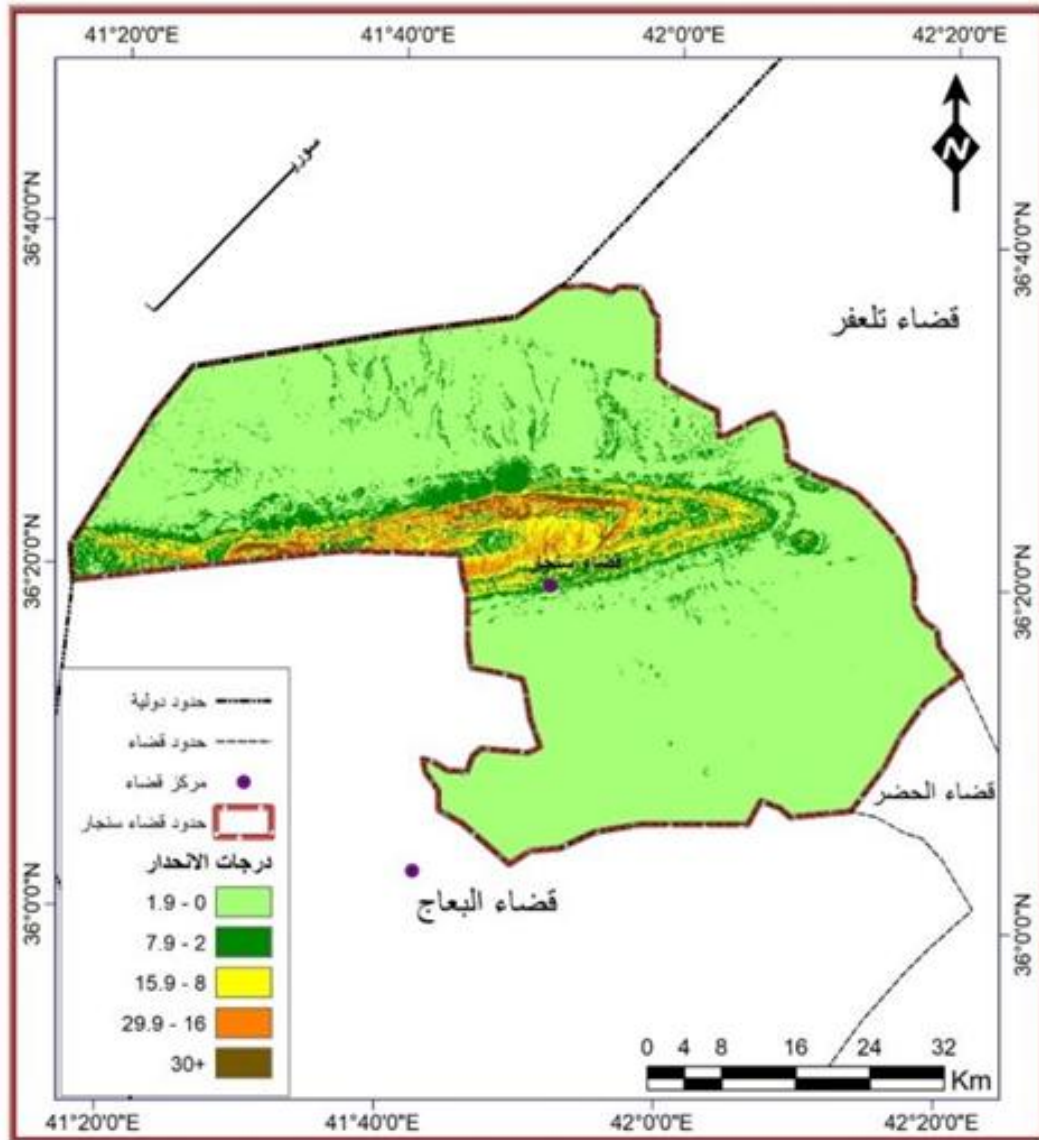 41°20'0"E 41°40'0"E 42°0'0"E 42°20'0"E
N
36°40'0"N
36°40'0"N
قضاء تلعفر
36°20'0"N
36°20'0"N
قضاء سنجار
حدود دولية
حدود قضاء
مركز قضاء
حدود قضاء سنجار
درجات الانحدار
1.9 - 0
7.9 - 2
15.9 - 8
29.9 - 16
30+
قضاء الحضر
قضاء البعاج
36°0'0"N
36°0'0"N
0 4 8 16 24 32
Km
41°20'0"E 41°40'0"E 42°0'0"E 42°20'0"E